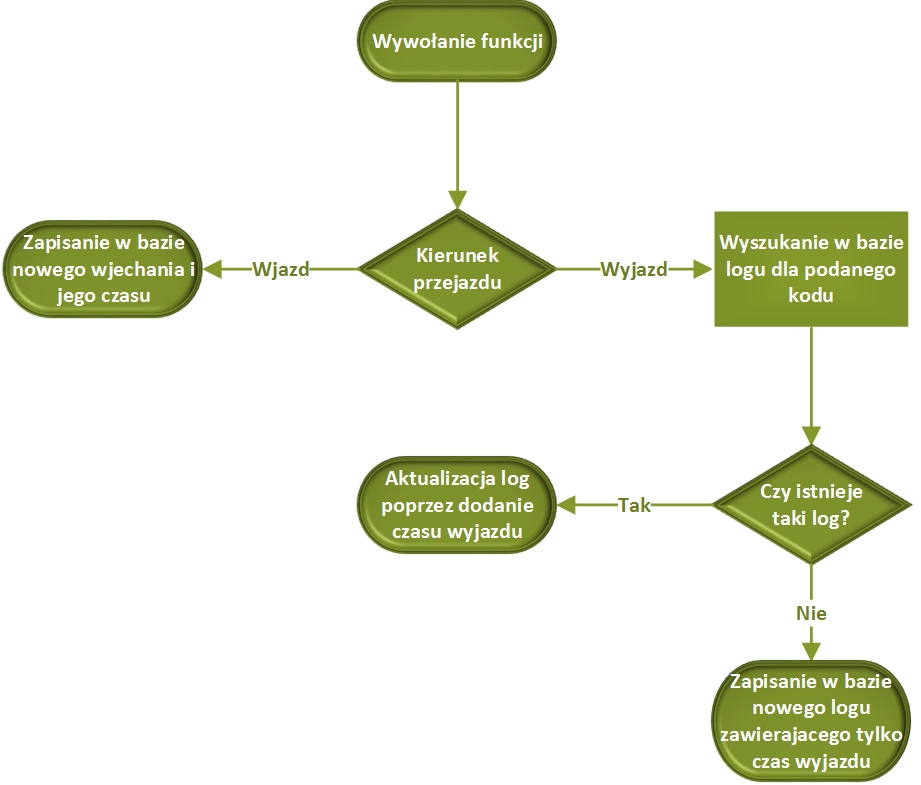 Wywołanie funkcji
Zapisanie w bazie
nowego wjechania i
jego czasu
Wjazd
Kierunek
przejazdu
Wyjazd
Wyszukanie w bazie
logu dla podanego
kodu
Aktualizacja log
poprzez dodanie
czasu wyjazdu
Tak
Czy istnieje
taki log?
Nie
Zapisanie w bazie
nowego logu
zawierajacego tylko
czas wyjazdu